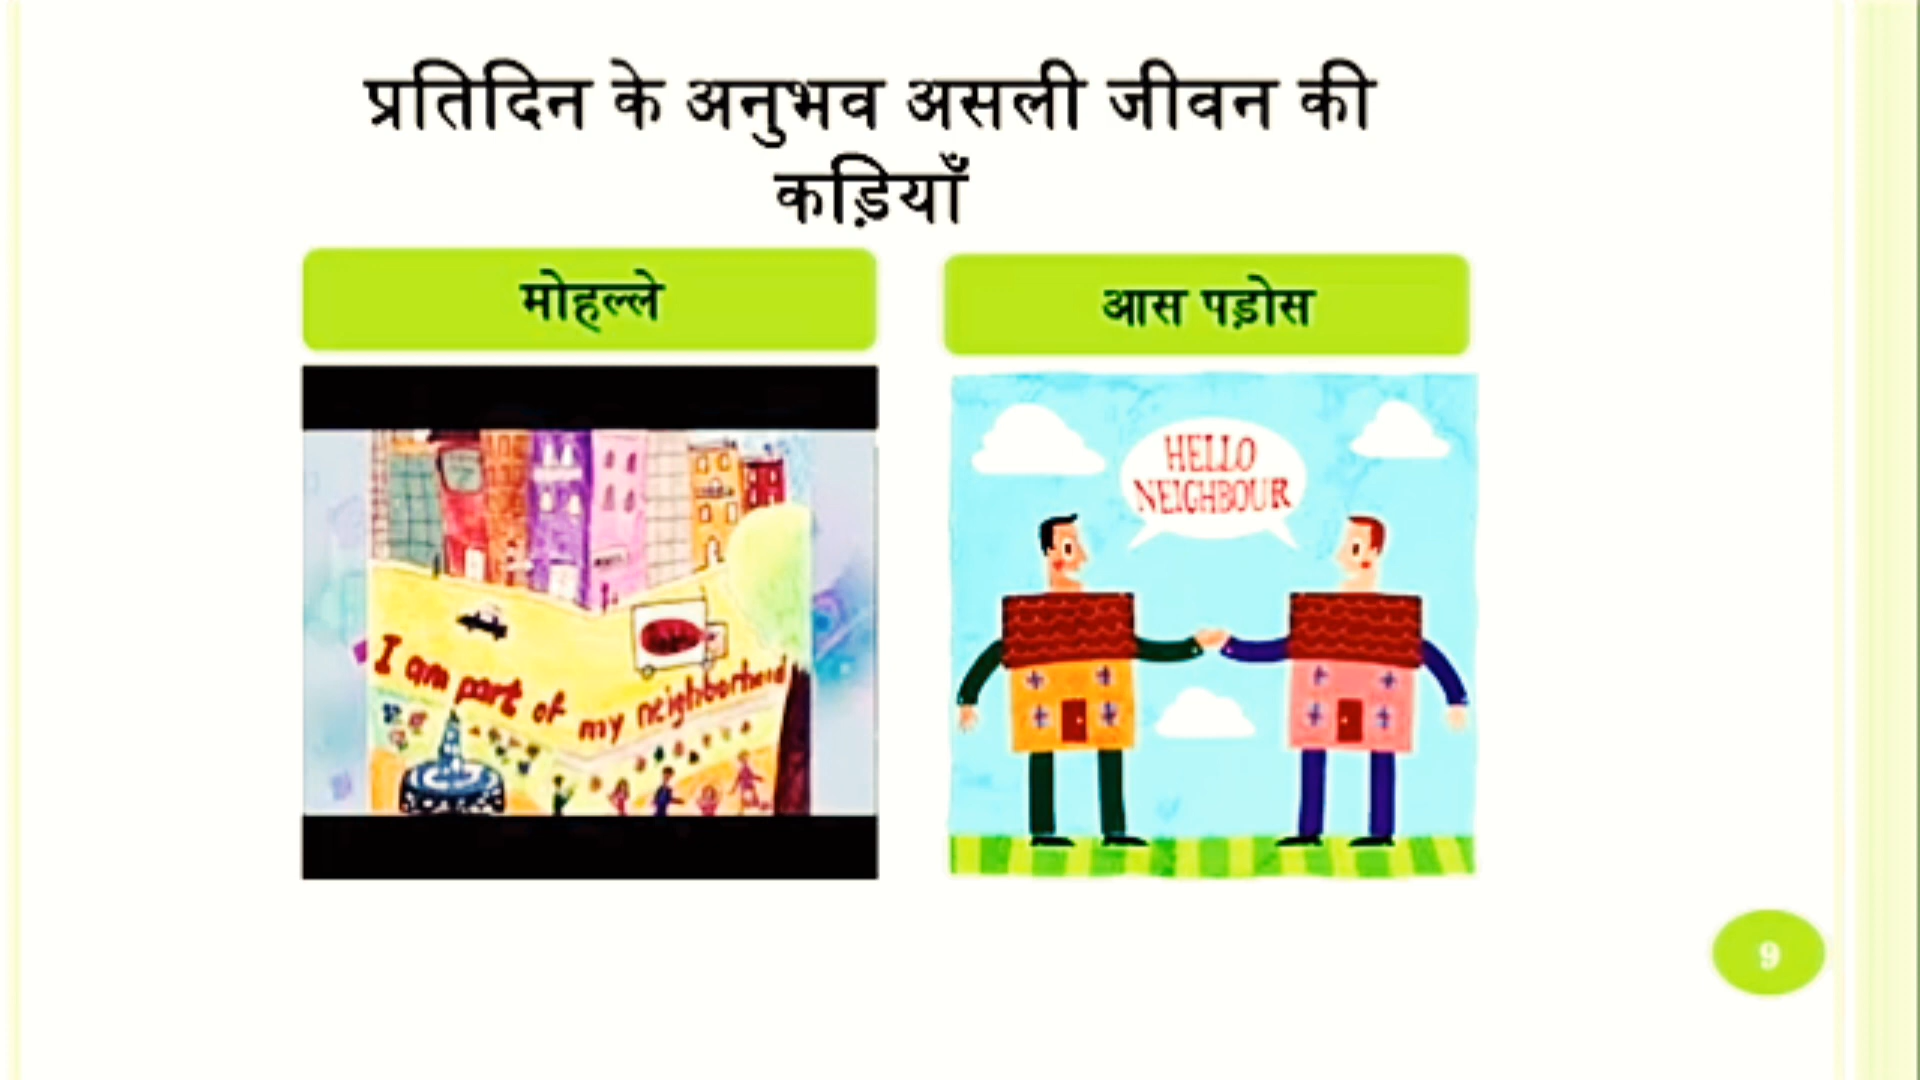 प्रतिदिन के अनुभव असली जीवन की
कड़ियाँ
मोहल्ले
आस पड़ोस
I am part of my neighborhood
HELLO
NEIGHBOUR
9